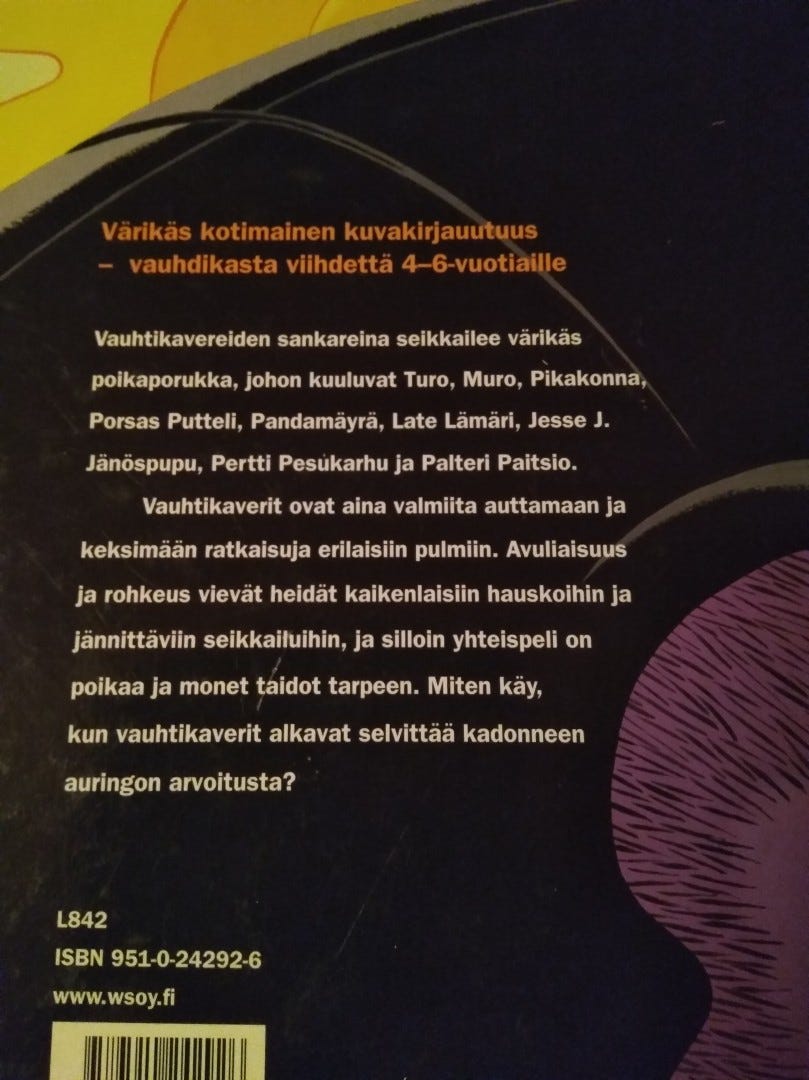 Värikäs kotimainen kuvakirjauutuus
– vauhdikasta viihdettä 4–6-vuotiaille
Vauhtikavereiden sankareina seikkailee värikäs
poikaporukka, johon kuuluvat Turo, Muro, Pikakonna,
Porsas Putteli, Pandamäyrä, Late Lämäri, Jesse J.
Jänöspupu, Pertti Pesukarhu ja Palteri Paitsio.
Vauhtikaverit ovat aina valmiita auttamaan ja
keksimään ratkaisuja erilaisiin pulmiin. Avuliaisuus
ja rohkeus vievät heidät kaikenlaisiin hauskoihin ja
jännittäviin seikkailuihin, ja silloin yhteispeli on
poikaa ja monet taidot tarpeen. Miten käy,
kun vauhtikaverit alkavat selvittää kadonneen
auringon arvoitusta?
L842
ISBN 951-0-24292-6
www.wsoy.fi